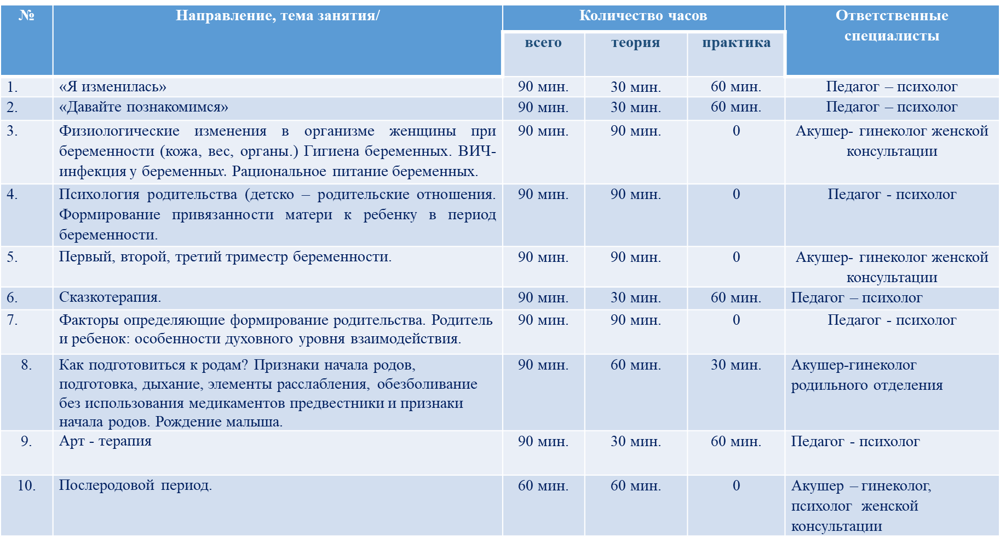 № Направление, тема занятия/ Количество часов Ответственные
специалисты
всего теория практика
1. «Я изменилась» 90 мин. 30 мин. 60 мин. Педагог – психолог
2. «Давайте познакомимся» 90 мин. 30 мин. 60 мин. Педагог – психолог
3. Физиологические изменения в организме женщины при 90 мин. 90 мин. 0 Акушер- гинеколог женской
беременности (кожа, вес, органы.) Гигиена беременных. ВИЧ- консультации
инфекция у беременных. Рациональное питание беременных.
4. Психология родительства (детско – родительские отношения. 90 мин. 90 мин. 0 Педагог - психолог
Формирование привязанности матери к ребенку в период
беременности.
5. Первый, второй, третий триместр беременности. 90 мин. 90 мин. 0 Акушер- гинеколог женской
консультации
6. Сказкотерапия. 90 мин. 30 мин. 60 мин. Педагог – психолог
7. Факторы определяющие формирование родительства. Родитель 90 мин. 90 мин. 0 Педагог - психолог
и ребенок: особенности духовного уровня взаимодействия.
8. Как подготовиться к родам? Признаки начала родов, 90 мин. 60 мин. 30 мин. Акушер-гинеколог
подготовка, дыхание, элементы расслабления, обезболивание родильного отделения
без использования медикаментов предвестники и признаки
начала родов. Рождение малыша.
9. Арт - терапия 90 мин. 30 мин. 60 мин. Педагог - психолог
10. Послеродовой период. 60 мин. 60 мин. 0 Акушер – гинеколог,
психолог женской
консультации